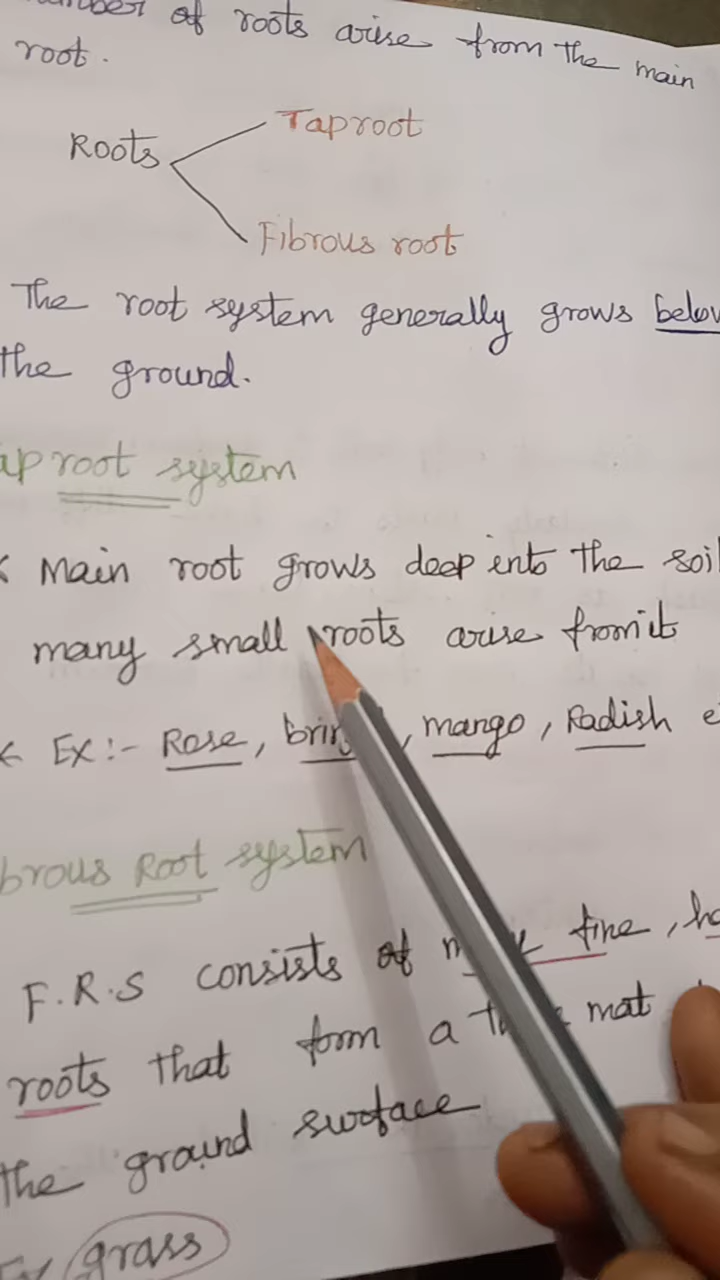 of roots arise from the main
root.
Roots
Taproot
Fibrous root
The root system generally grows below
the ground.
root system
Main root grows deep into the soil
many small roots arise from it
Ex:- Rose, mango, Radish
Root system
F.R.S consists of fine,
roots that form a mat
the ground surface
grass